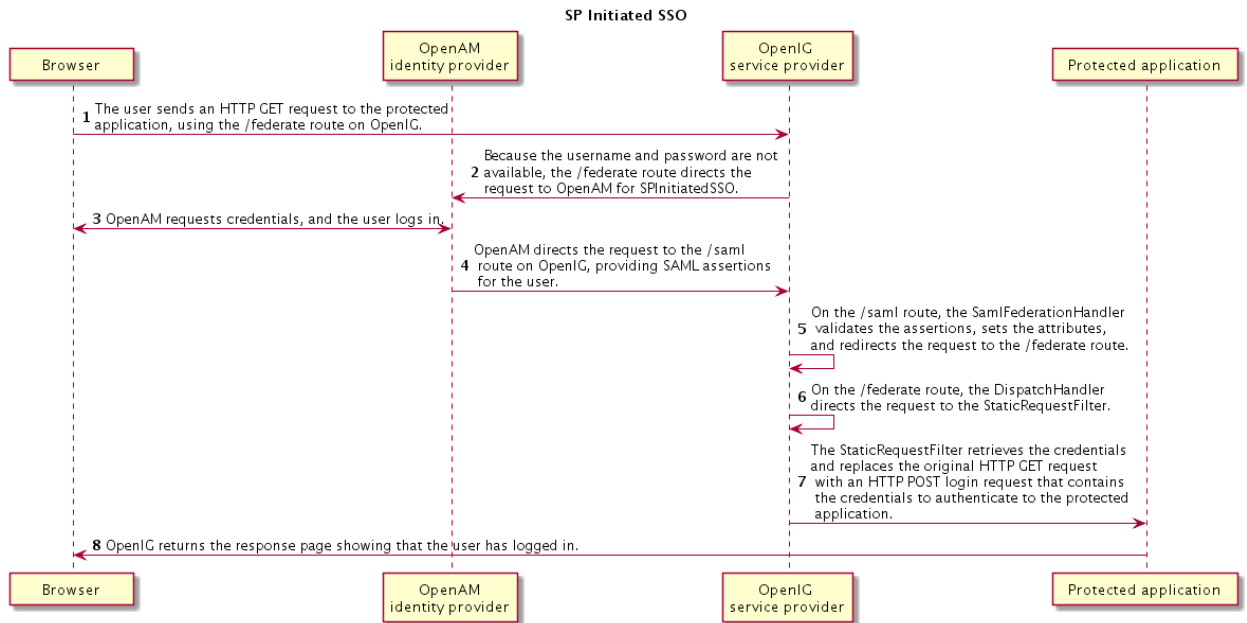 SP Initiated SSO
Browser
OpenAM
identity provider
OpenIG
service provider
Protected application
1 The user sends an HTTP GET request to the protected
application, using the /federate route on OpenIG.
Because the username and password are not
2 available, the /federate route directs the
request to OpenAM for SPInitiatedSSO.
3 OpenAM requests credentials, and the user logs in.
OpenAM directs the request to the /saml
4 route on OpenIG, providing SAML assertions
for the user.
On the /saml route, the SamlFederationHandler
5 validates the assertions, sets the attributes,
and redirects the request to the /federate route.
6 On the /federate route, the DispatchHandler
directs the request to the StaticRequestFilter.
The StaticRequestFilter retrieves the credentials
and replaces the original HTTP GET request
7 with an HTTP POST login request that contains
the credentials to authenticate to the protected
application.
8 OpenIG returns the response page showing that the user has logged in.
Browser
OpenAM
identity provider
OpenIG
service provider
Protected application